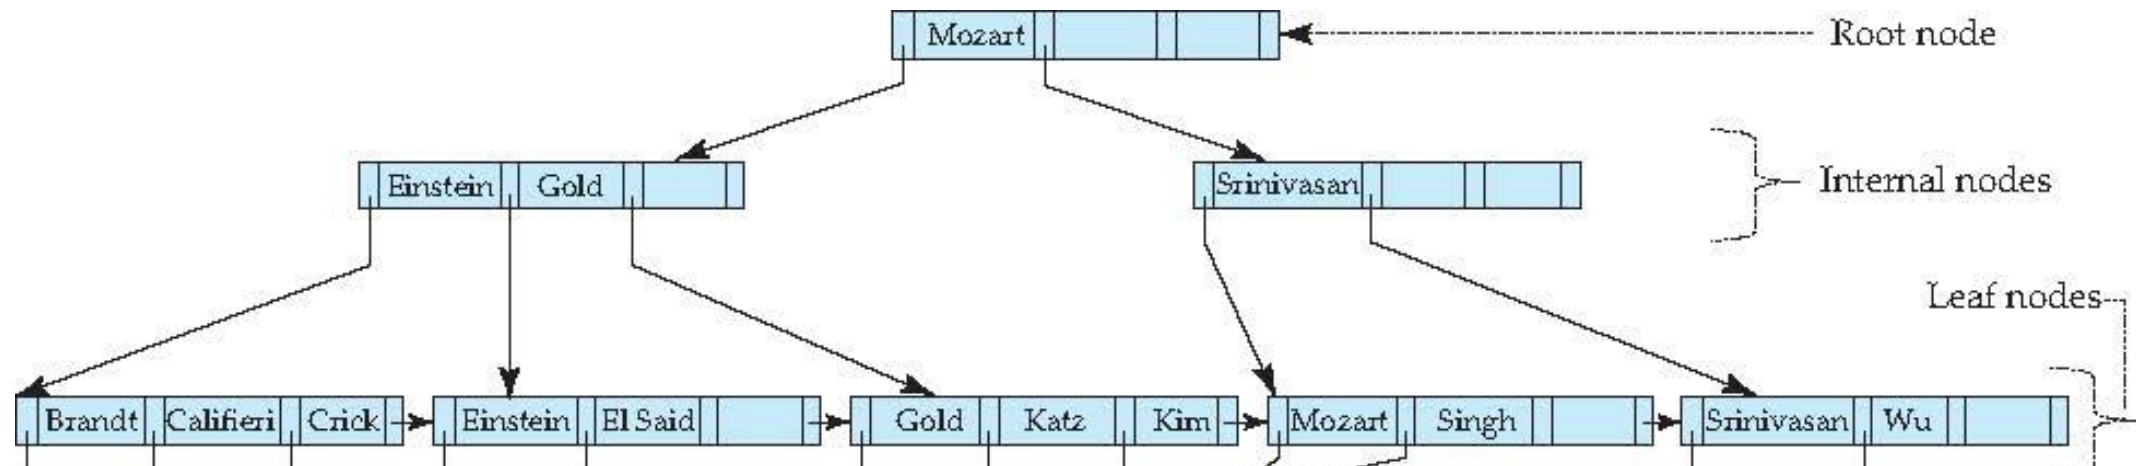 Mozart
Root node
Einstein Gold
Srinivasan
Internal nodes
Leaf nodes
Brandt Califieri Crick
Einstein El Said
Gold Katz Kim
Mozart Singh
Srinivasan Wu